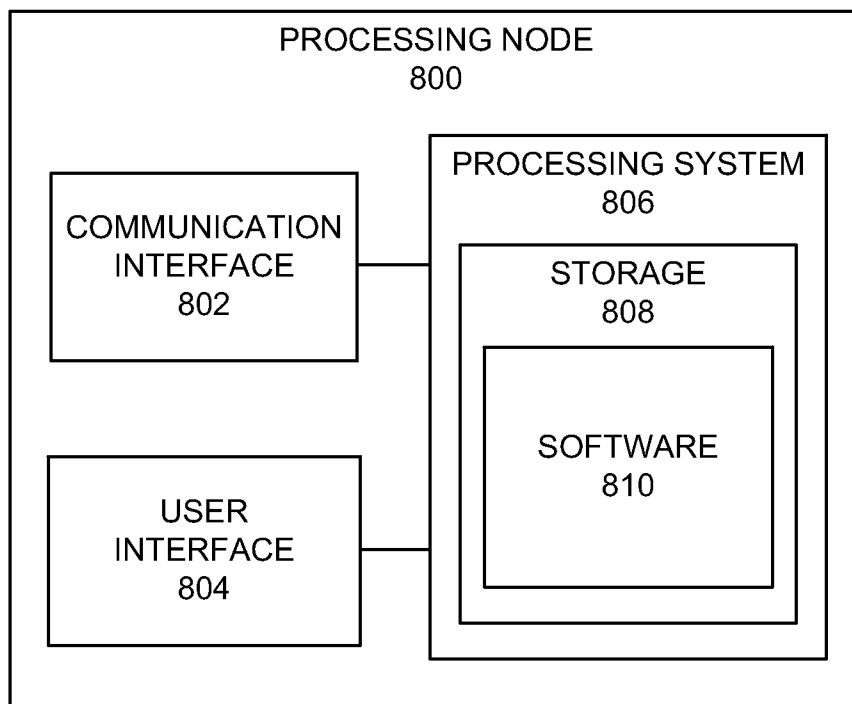 PROCESSING NODE
800
COMMUNICATION
INTERFACE
802
USER
INTERFACE
804
PROCESSING SYSTEM
806
STORAGE
808
SOFTWARE
810